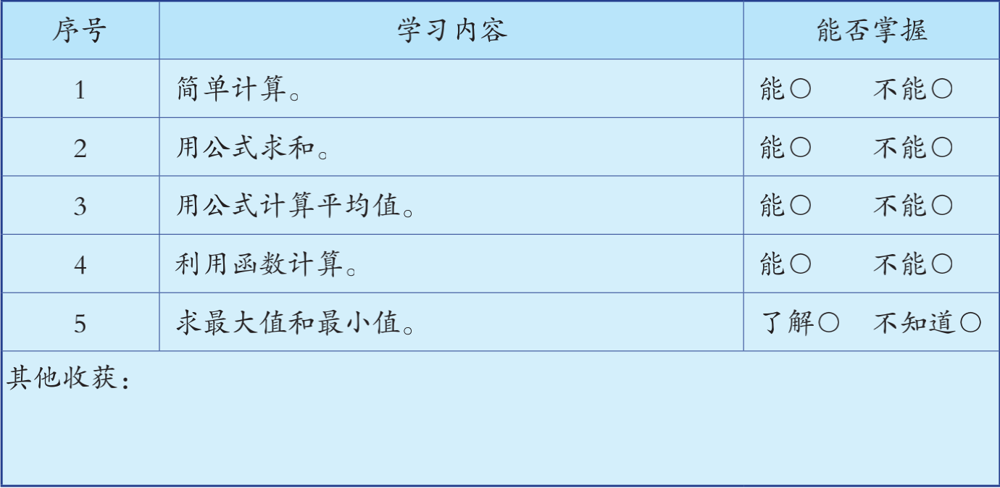 序号 学习内容 能否掌握
1 简单计算。 能○ 不能○
2 用公式求和。 能○ 不能○
3 用公式计算平均值。 能○ 不能○
4 利用函数计算。 能○ 不能○
5 求最大值和最小值。 了解○ 不知道○
其他收获：